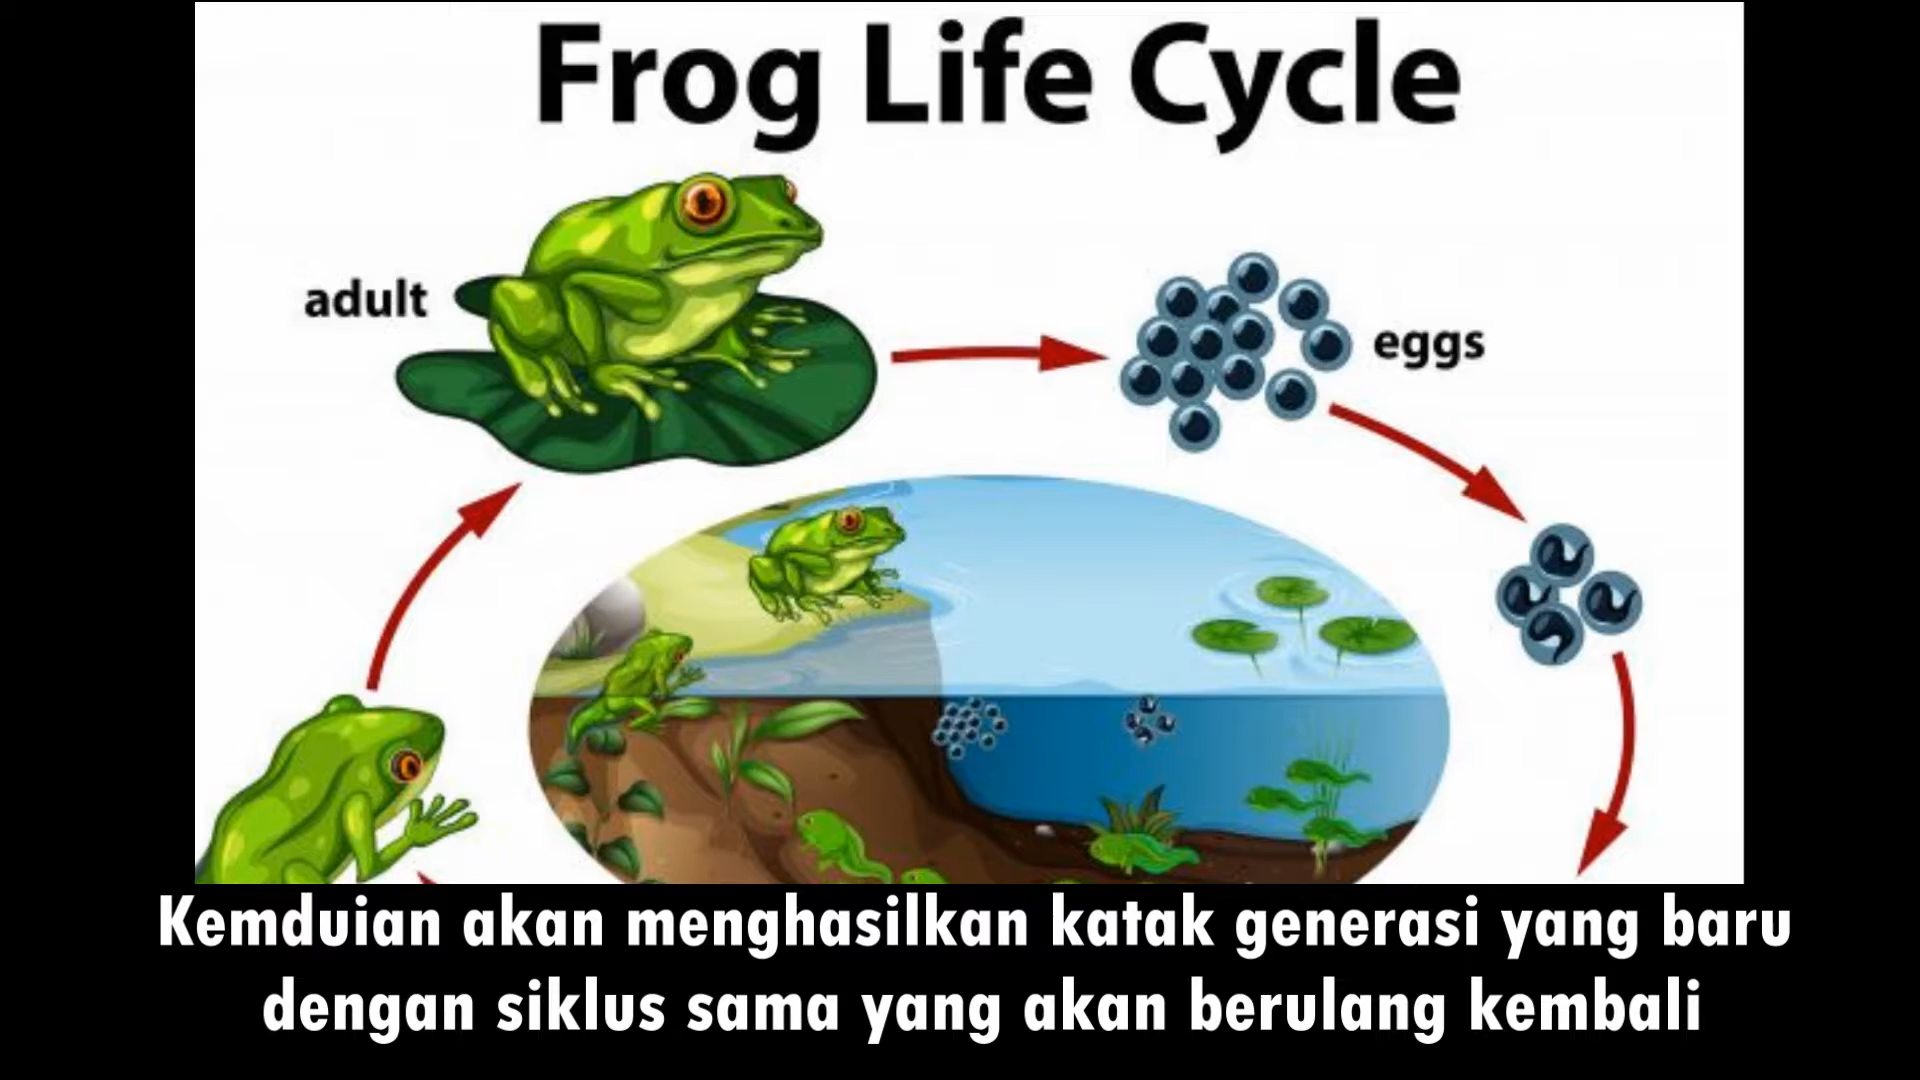 Frog Life Cycle
adult
eggs
Kemduian akan menghasilkan katak generasi yang baru
dengan siklus sama yang akan berulang kembali